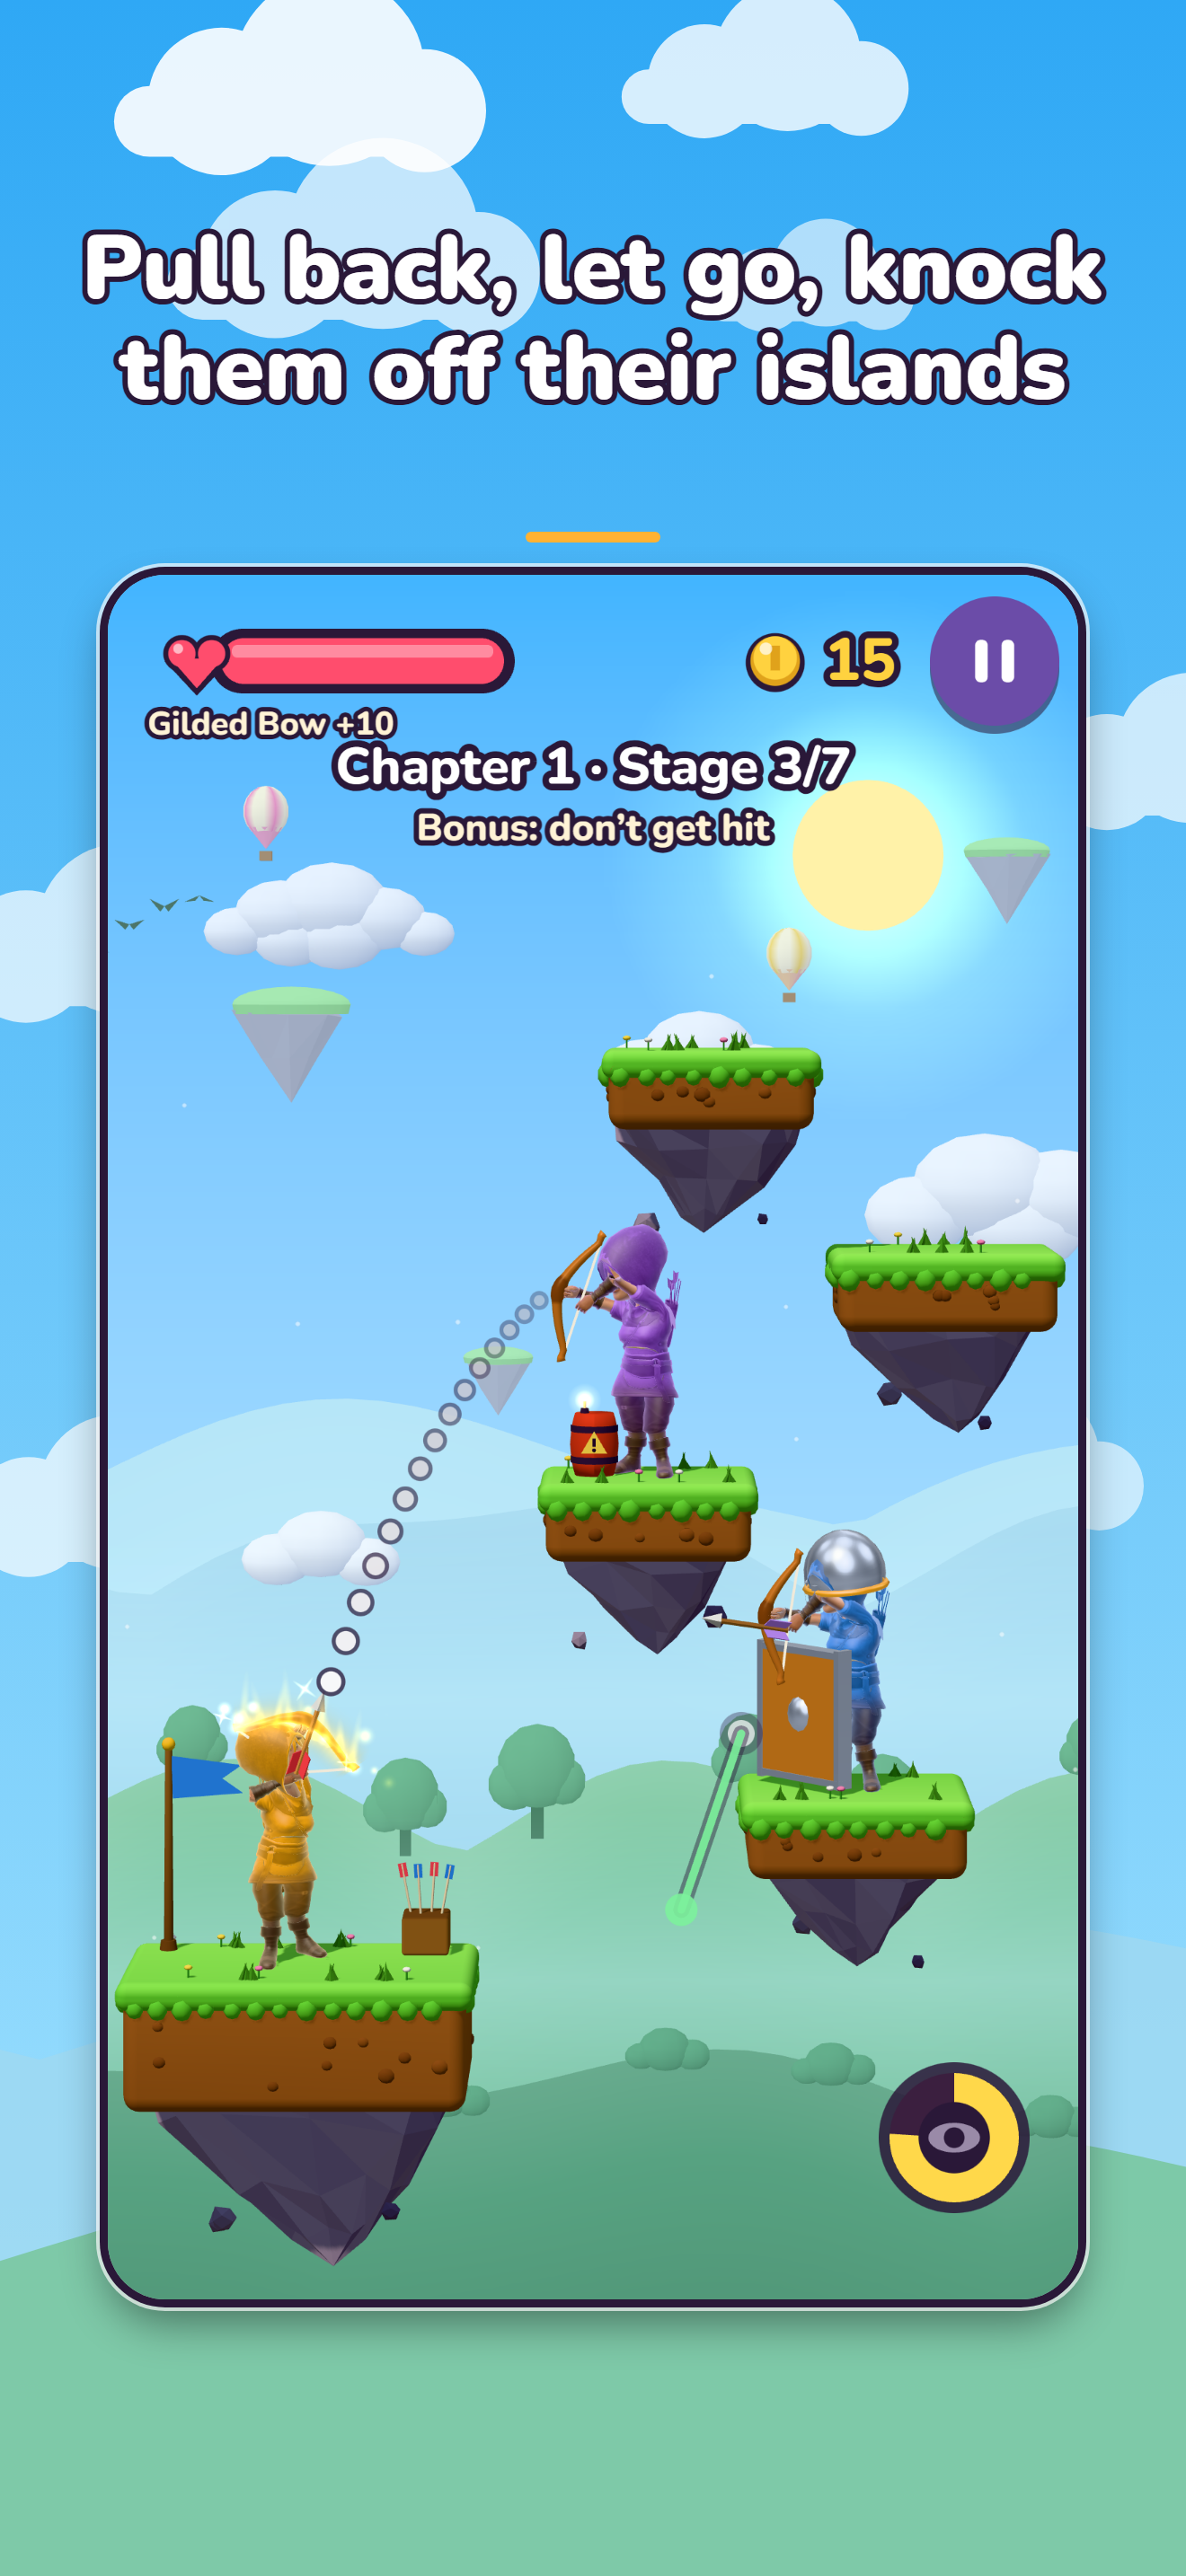 Pull back, let go, knock
them off their islands
15
Gilded Bow +10
Chapter 1 · Stage 3/7
Bonus: don’t get hit